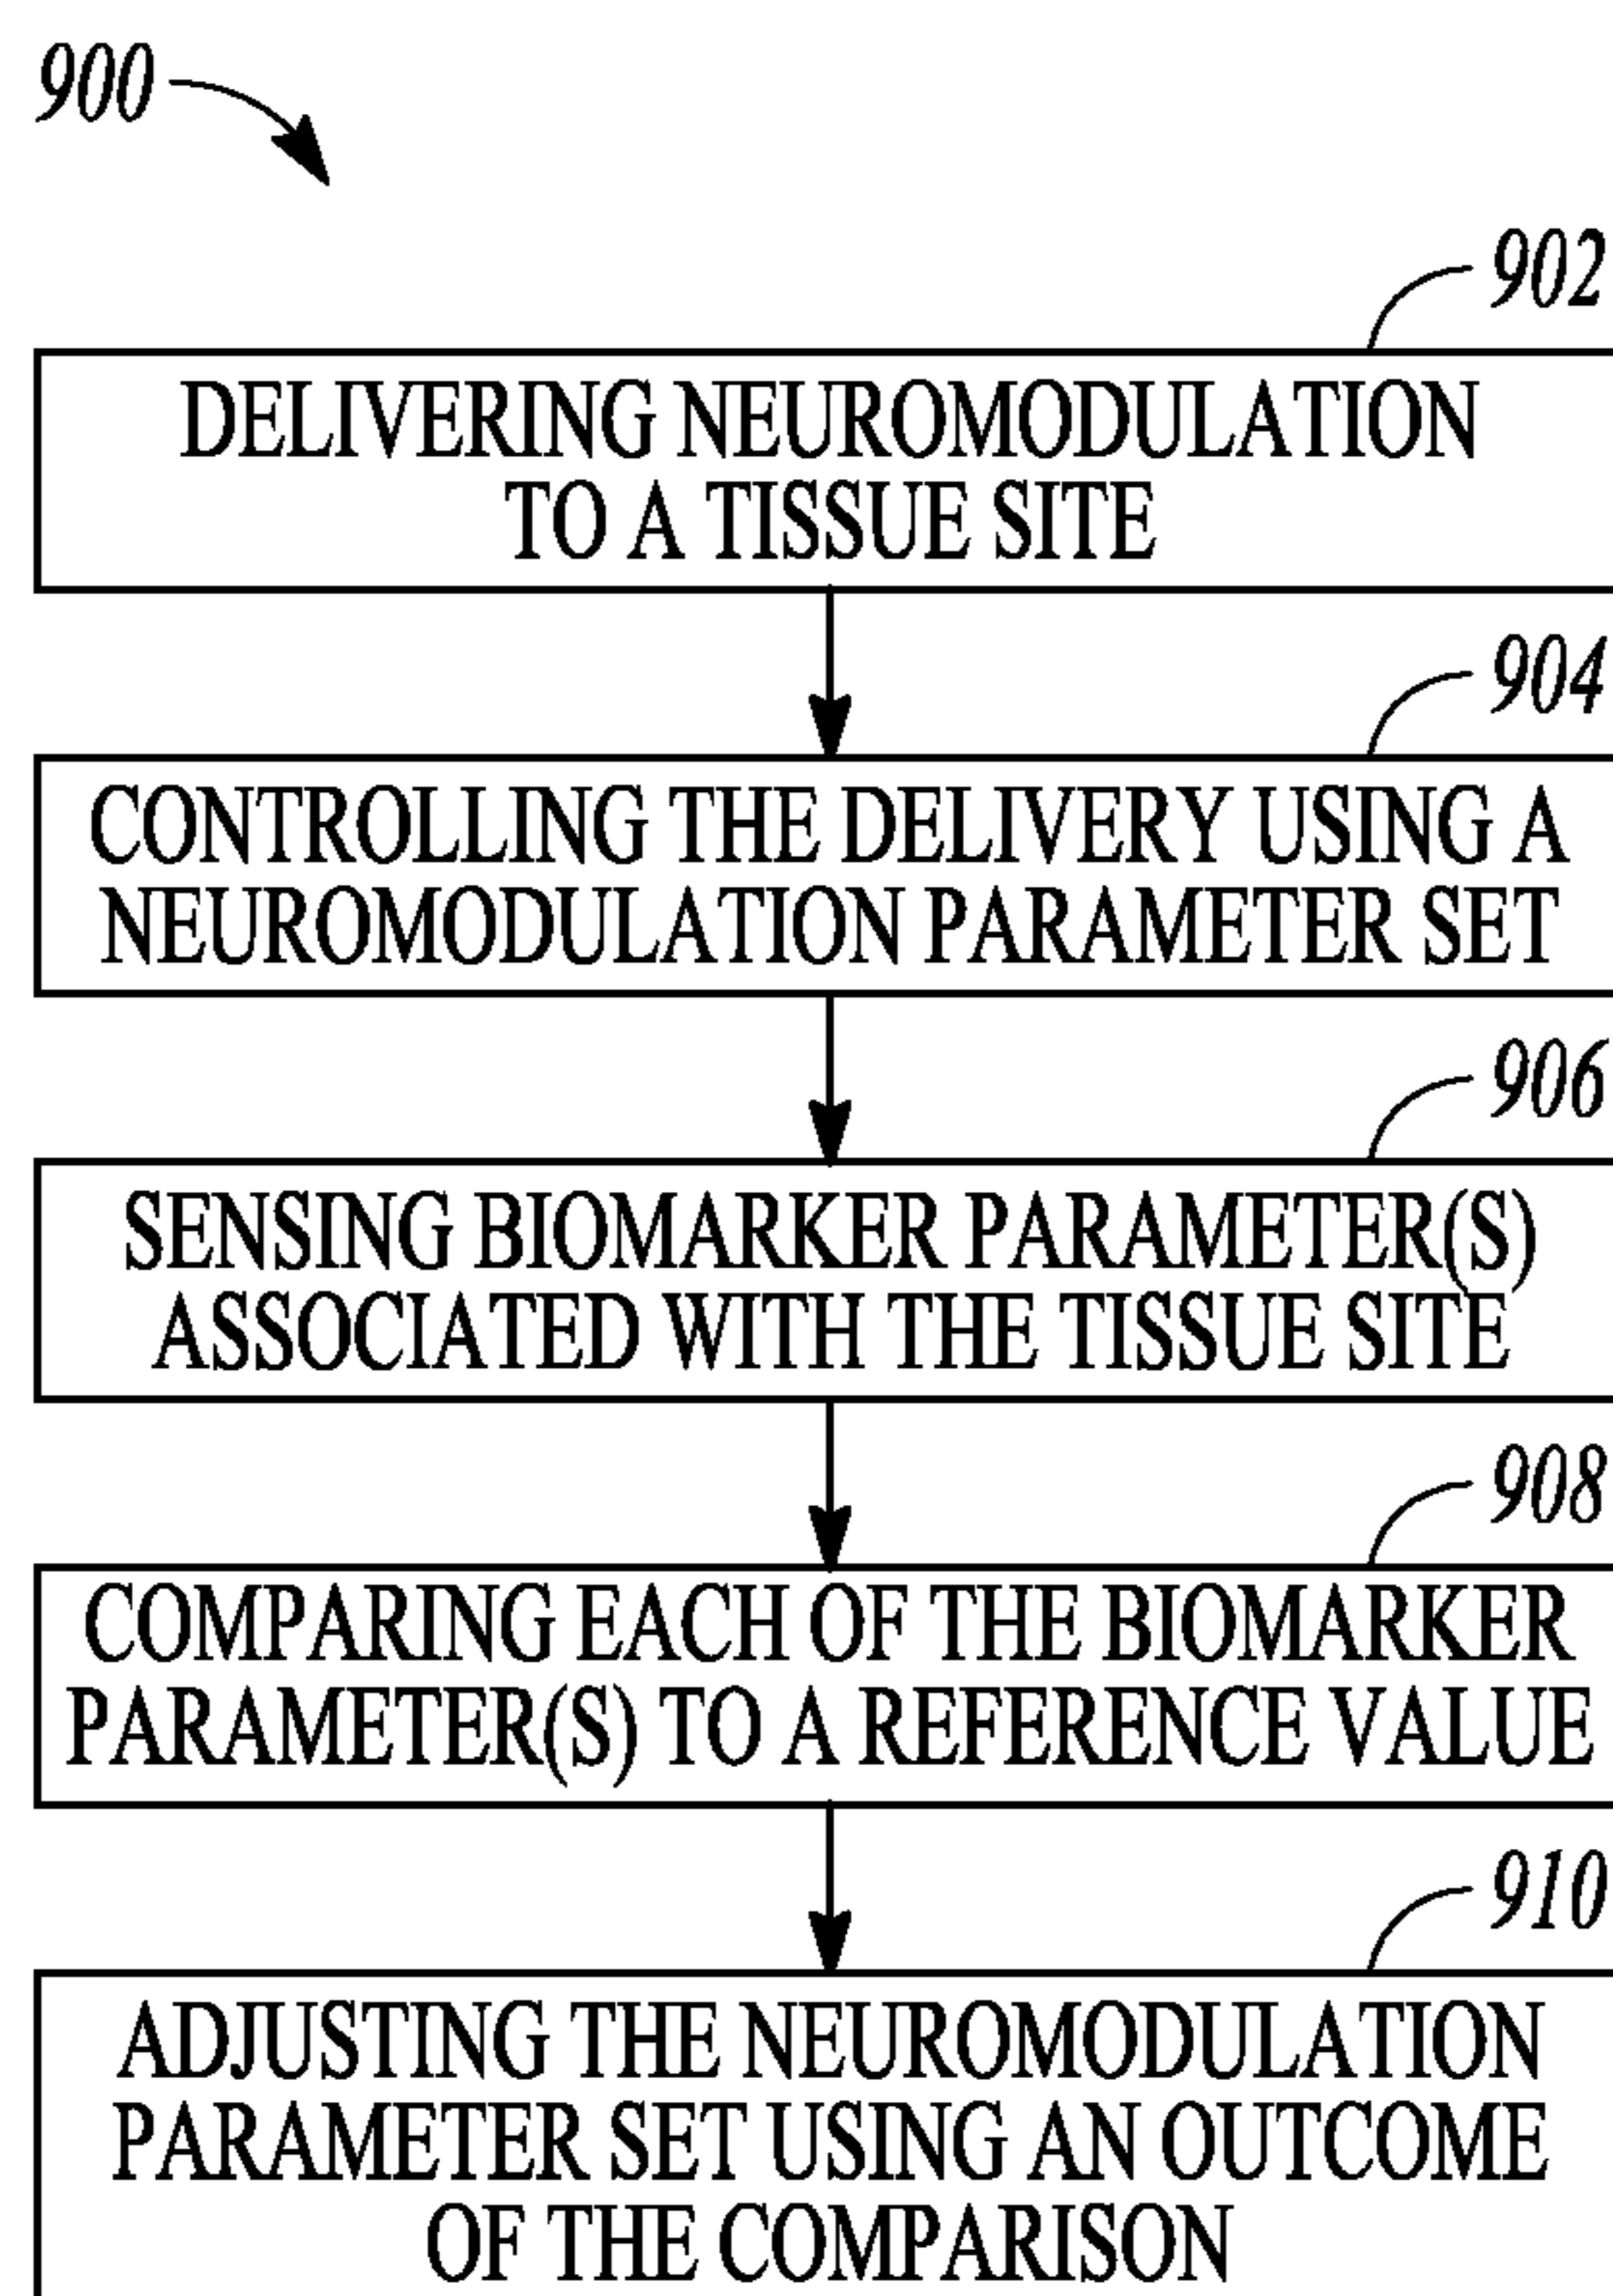 900
902
DELIVERING NEUROMODULATION
TO A TISSUE SITE
904
CONTROLLING THE DELIVERY USING A
NEUROMODULATION PARAMETER SET
906
SENSING BIOMARKER PARAMETER(S)
ASSOCIATED WITH THE TISSUE SITE
908
COMPARING EACH OF THE BIOMARKER
PARAMETER(S) TO A REFERENCE VALUE
910
ADJUSTING THE NEUROMODULATION
PARAMETER SET USING AN OUTCOME
OF THE COMPARISON